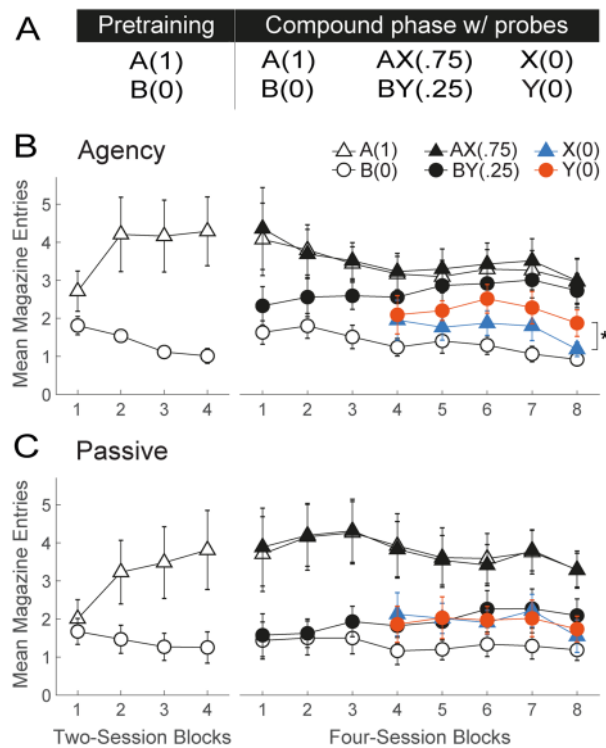 A
Pretraining
Compound phase w/ probes
A(1) A(1) AX(.75) X(0)
B(0) B(0) BY(.25) Y(0)
B Agency
A(1) AX(.75) X(0)
B(0) BY(.25) Y(0)
Mean Magazine Entries
5
4
3
2
1
0
*
1 2 3 4 1 2 3 4 5 6 7 8
C Passive
Mean Magazine Entries
5
4
3
2
1
0
1 2 3 4 1 2 3 4 5 6 7 8
Two-Session Blocks Four-Session Blocks